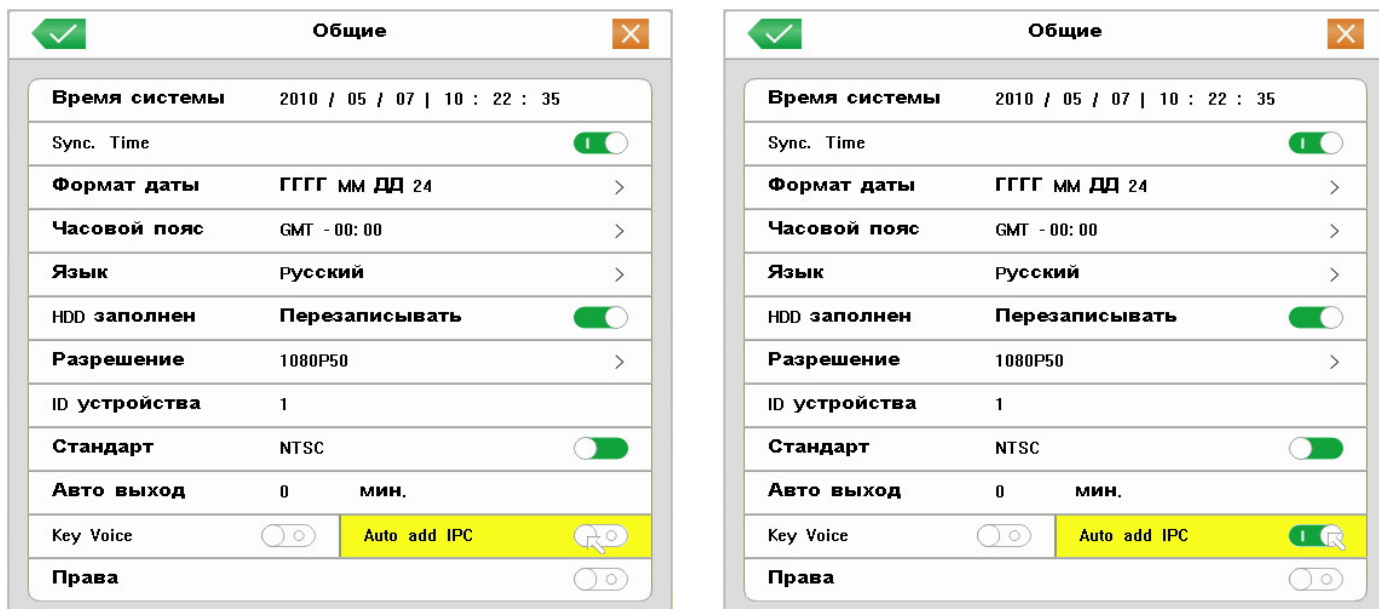 Общие
Время системы 2010 / 05 / 07 | 10 : 22 : 35
Sync. Time
Формат даты ГГГГ ММ ДД 24
Часовой пояс GMT - 00:00
Язык Русский
HDD заполнен Перезаписывать
Разрешение 1080P50
ID устройства 1
Стандарт NTSC
Авто выход 0 мин.
Key Voice Auto add IPC
Права
Общие
Время системы 2010 / 05 / 07 | 10 : 22 : 35
Sync. Time
Формат даты ГГГГ ММ ДД 24
Часовой пояс GMT - 00:00
Язык Русский
HDD заполнен Перезаписывать
Разрешение 1080P50
ID устройства 1
Стандарт NTSC
Авто выход 0 мин.
Key Voice Auto add IPC
Права